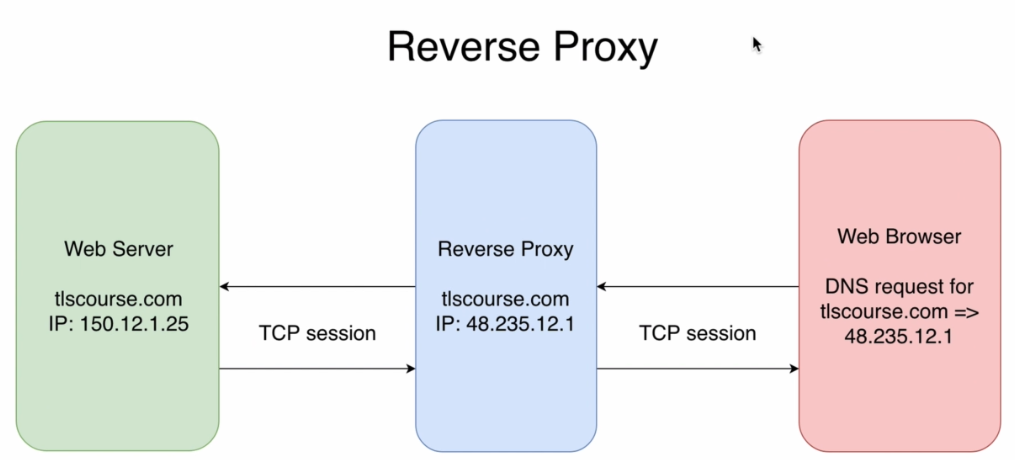 Reverse Proxy
Web Server
tlscourse.com
IP: 150.12.1.25
TCP session
Reverse Proxy
tlscourse.com
IP: 48.235.12.1
TCP session
Web Browser
DNS request for
tlscourse.com =>
48.235.12.1